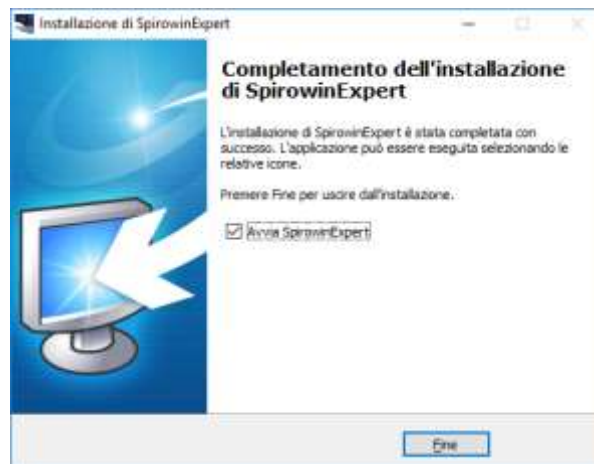 Installazione di SpirowinExpert
Completamento dell'installazione
di SpirowinExpert
L'installazione di SpirowinExpert è stata completata con
successo. L'applicazione può essere eseguita selezionando le
relative icone.
Premere Fine per uscire dall'installazione.
Avvia SpirowinExpert
Fine